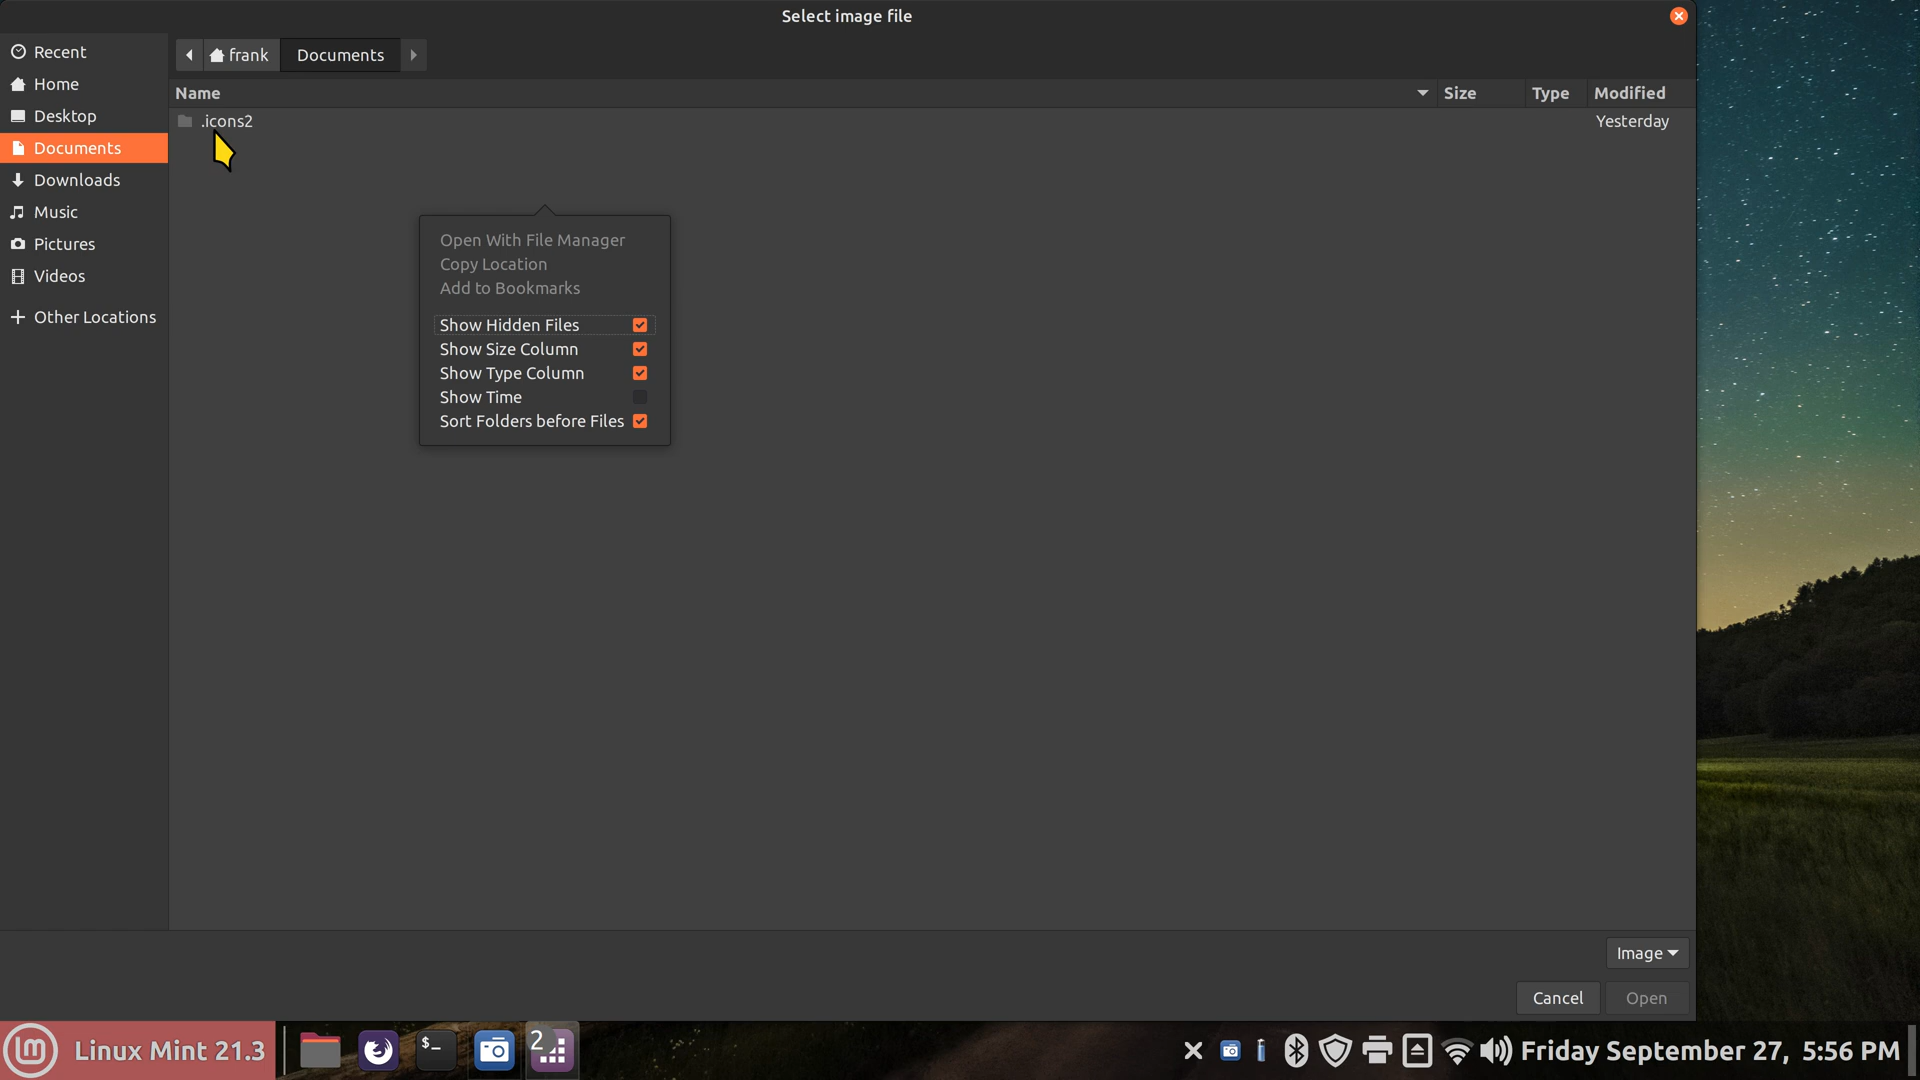 Select image file
Recent
Home
Desktop
Documents
Downloads
Music
Pictures
Videos
Other Locations
frank Documents
Name Size Type Modified
.icons2 Yesterday
Open With File Manager
Copy Location
Add to Bookmarks
Show Hidden Files
Show Size Column
Show Type Column
Show Time
Sort Folders before Files
Image
Cancel Open
Linux Mint 21.3 $_ 2 Friday September 27, 5:56 PM